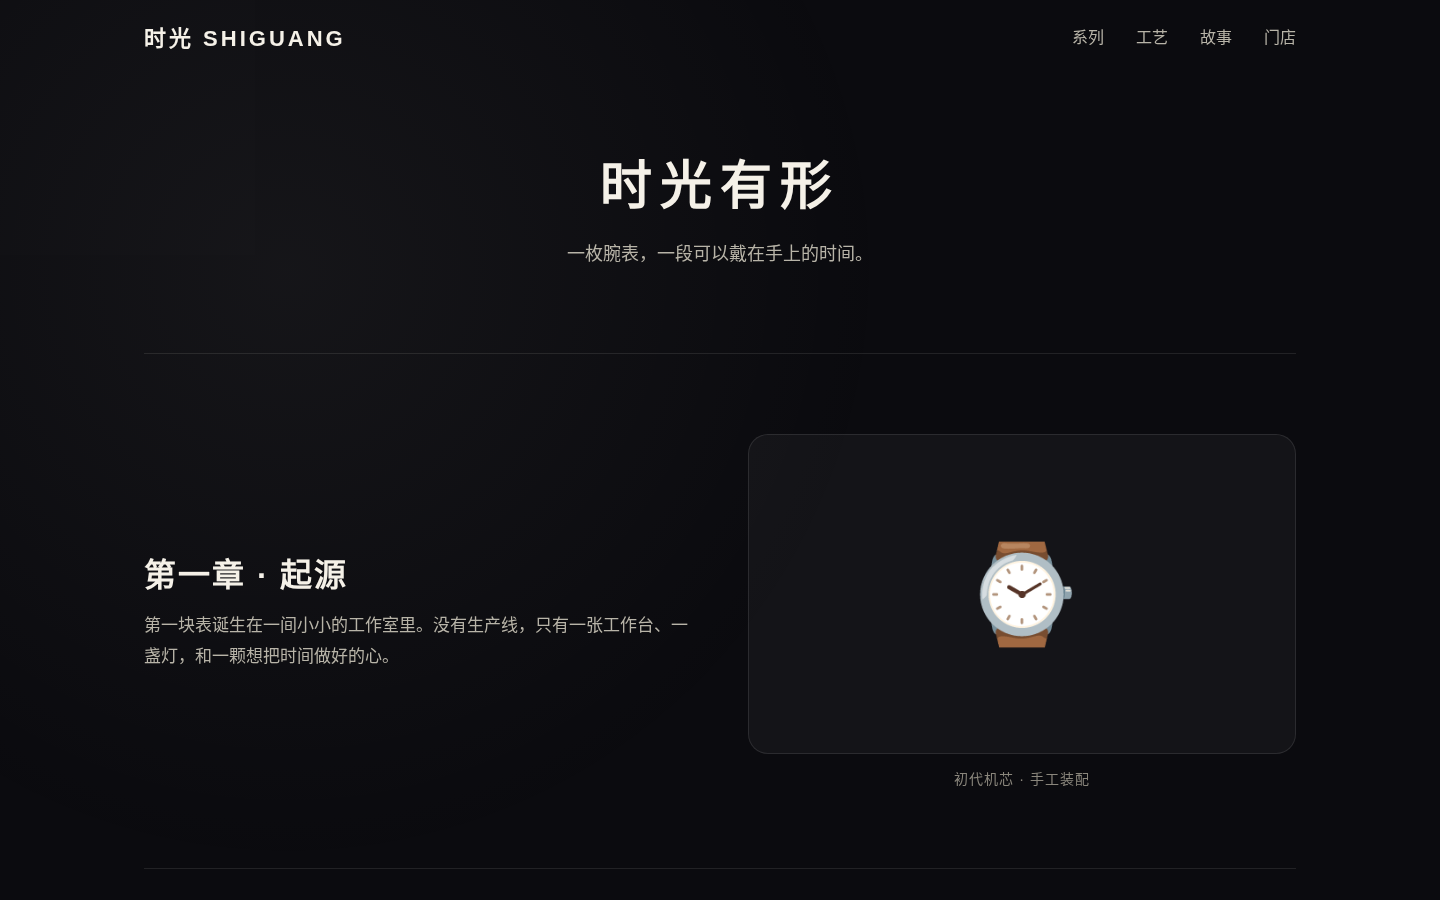 时光 SHIGUANG
系列 工艺 故事 门店
时光有形
一枚腕表，一段可以戴在手上的时间。
第一章 · 起源
第一块表诞生在一间小小的工作室里。没有生产线，只有一张工作台、一
盏灯，和一颗想把时间做好的心。
初代机芯 · 手工装配